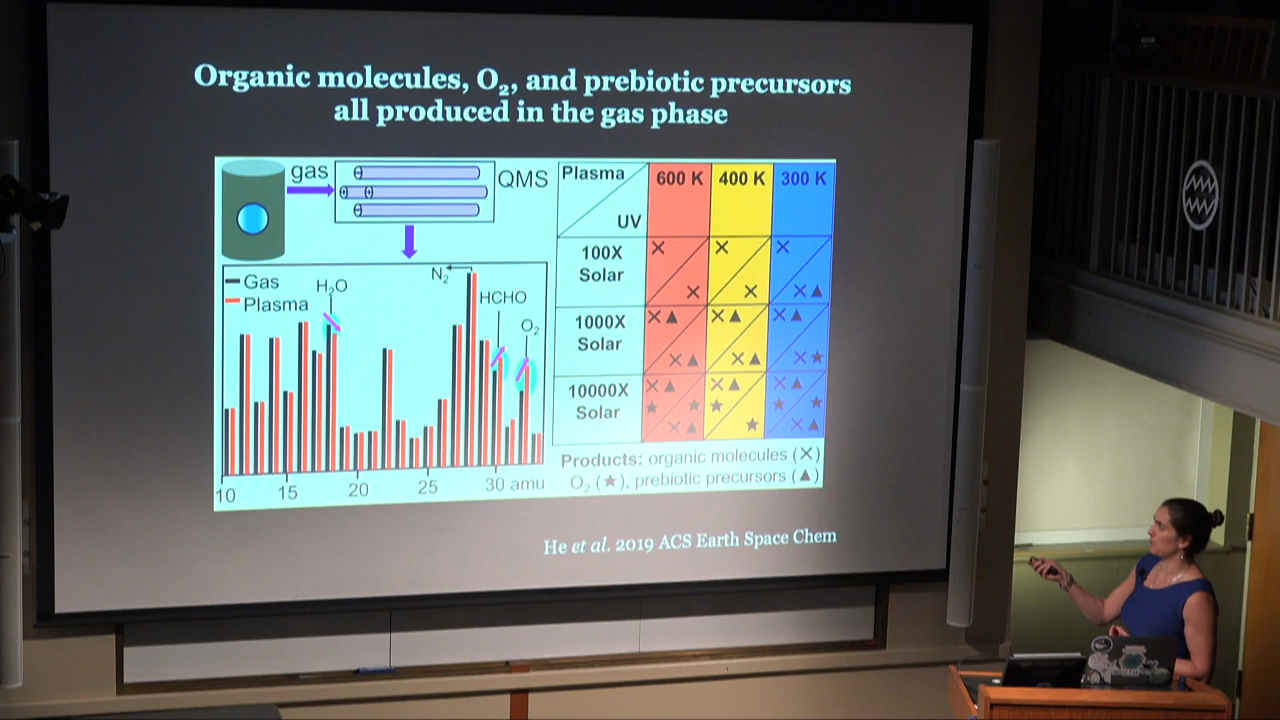 Organic molecules, O₂, and prebiotic precursors
all produced in the gas phase
gas
QMS
Gas
Plasma
H₂O
N₂
HCHO
O₂
10 15 20 25 30 amu
Plasma
UV
600 K 400 K 300 K
100X
Solar
1000X
Solar
10000X
Solar
Products: organic molecules (×)
O₂ (★), prebiotic precursors (▲)
He et al. 2019 ACS Earth Space Chem